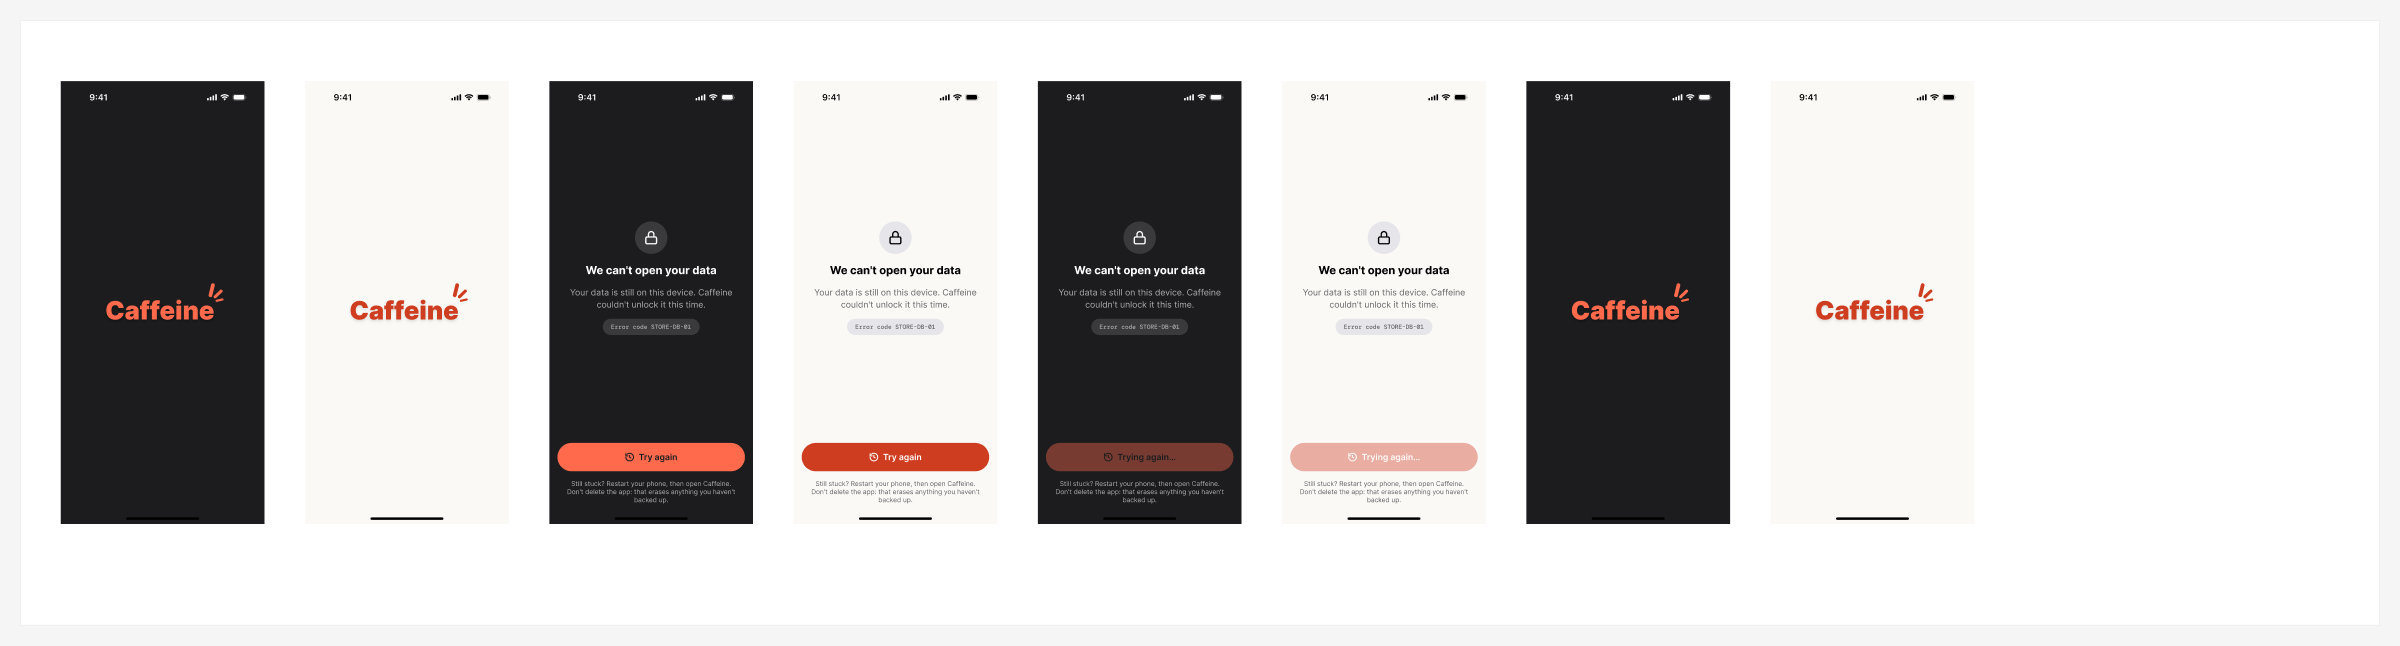 9:41
Caffeine
9:41
Caffeine
9:41
We can't open your data
Your data is still on this device. Caffeine
couldn't unlock it this time.
Error code STORE-DB-01
Try again
Still stuck? Restart your phone, then open Caffeine.
Don't delete the app: that erases anything you haven't
backed up.
9:41
We can't open your data
Your data is still on this device. Caffeine
couldn't unlock it this time.
Error code STORE-DB-01
Try again
Still stuck? Restart your phone, then open Caffeine.
Don't delete the app: that erases anything you haven't
backed up.
9:41
We can't open your data
Your data is still on this device. Caffeine
couldn't unlock it this time.
Error code STORE-DB-01
Trying again...
Still stuck? Restart your phone, then open Caffeine.
Don't delete the app: that erases anything you haven't
backed up.
9:41
We can't open your data
Your data is still on this device. Caffeine
couldn't unlock it this time.
Error code STORE-DB-01
Trying again...
Still stuck? Restart your phone, then open Caffeine.
Don't delete the app: that erases anything you haven't
backed up.
9:41
Caffeine
9:41
Caffeine